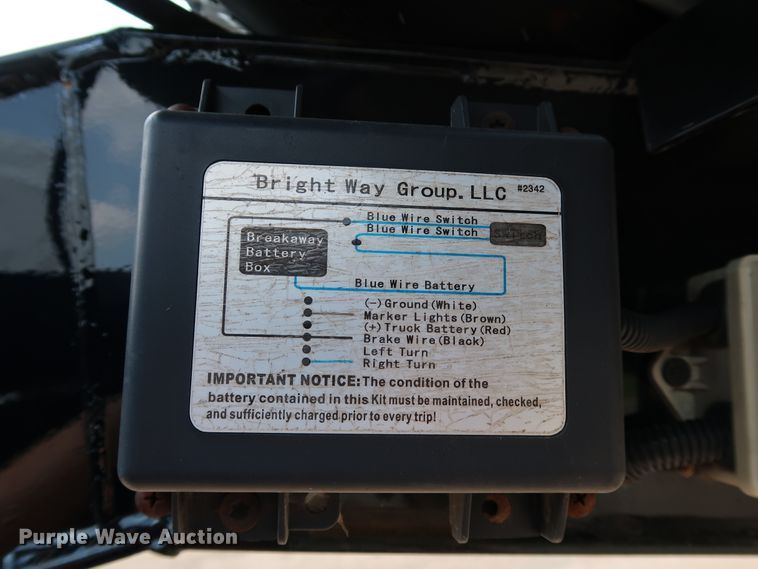 Bright Way Group.LLC #2342
Blue Wire Switch
Blue Wire Switch
Switch
Breakaway
Battery
Box
Blue Wire Battery
(-) Ground (White)
Marker Lights (Brown)
(+) Truck Battery (Red)
Brake Wire (Black)
Left Turn
Right Turn
IMPORTANT NOTICE: The condition of the
battery contained in this Kit must be maintained, checked,
and sufficiently charged prior to every trip!
Purple Wave Auction